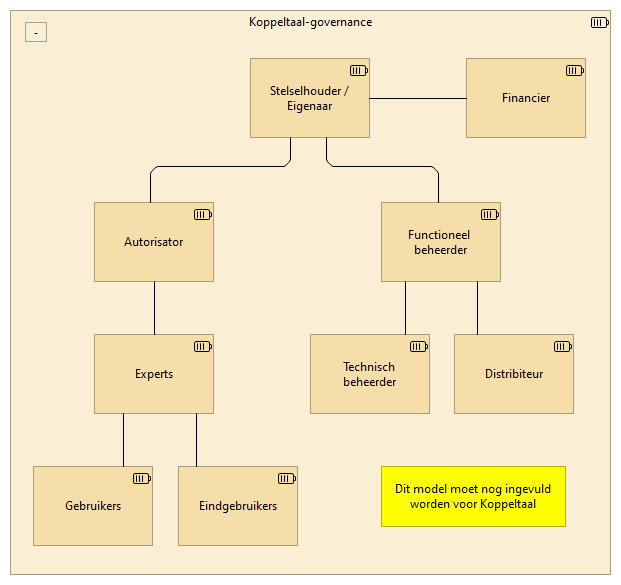 Koppeltaal-governance
-
Stelselhouder /
Eigenaar
Financier
Autorisator
Functioneel
beheerder
Experts
Technisch
beheerder
Distribiteur
Gebruikers
Eindgebruikers
Dit model moet nog ingevuld
worden voor Koppeltaal